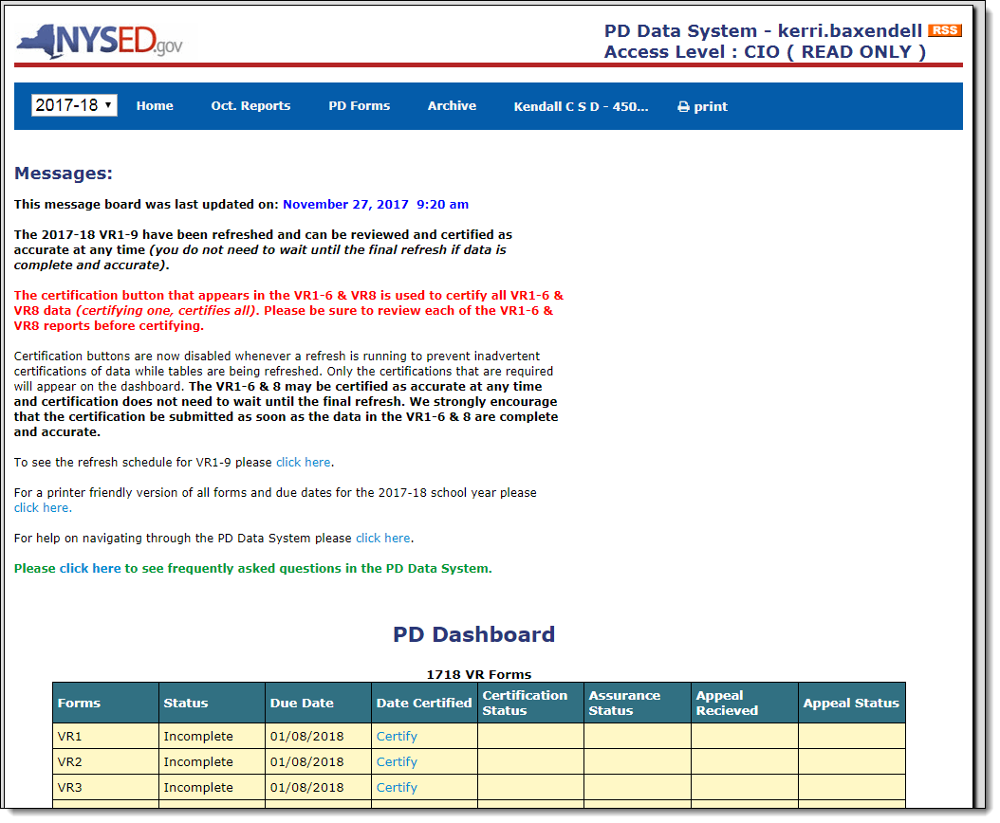 NYSED.gov
PD Data System - kerri.baxendell RSS
Access Level : CIO ( READ ONLY )
2017-18 Home Oct. Reports PD Forms Archive Kendall C S D - 450... print
Messages:
This message board was last updated on: November 27, 2017 9:20 am
The 2017-18 VR1-9 have been refreshed and can be reviewed and certified as
accurate at any time (you do not need to wait until the final refresh if data is
complete and accurate).
The certification button that appears in the VR1-6 & VR8 is used to certify all VR1-6 &
VR8 data (certifying one, certifies all). Please be sure to review each of the VR1-6 &
VR8 reports before certifying.
Certification buttons are now disabled whenever a refresh is running to prevent inadvertent
certifications of data while tables are being refreshed. Only the certifications that are required
will appear on the dashboard. The VR1-6 & 8 may be certified as accurate at any time
and certification does not need to wait until the final refresh. We strongly encourage
that the certification be submitted as soon as the data in the VR1-6 & 8 are complete
and accurate.
To see the refresh schedule for VR1-9 please click here.
For a printer friendly version of all forms and due dates for the 2017-18 school year please
click here.
For help on navigating through the PD Data System please click here.
Please click here to see frequently asked questions in the PD Data System.
PD Dashboard
1718 VR Forms
Forms Status Due Date Date Certified Certification Status Assurance Status Appeal Recieved Appeal Status
VR1 Incomplete 01/08/2018 Certify
VR2 Incomplete 01/08/2018 Certify
VR3 Incomplete 01/08/2018 Certify